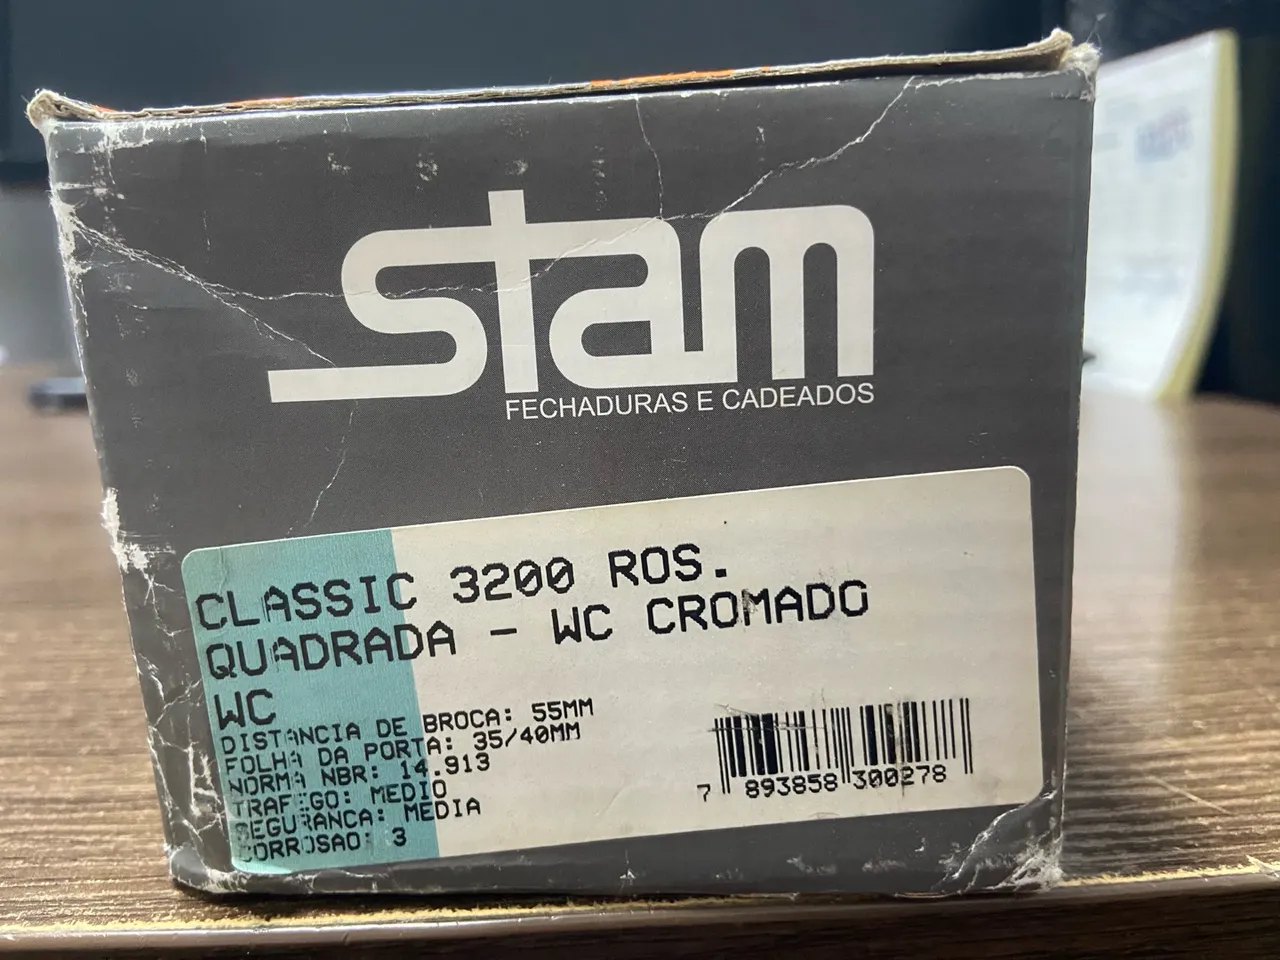 stam
FECHADURAS E CADEADOS
CLASSIC 3200 ROS.
QUADRADA - WC CROMADO
WC
DISTANCIA DE BROCA: 55MM
FOLHA DA PORTA: 35/40MM
NORMA NBR: 14.913
TRAFEGO: MEDIO
SEGURANCA: MEDIA
CORROSAO: 3
7 893858 300278